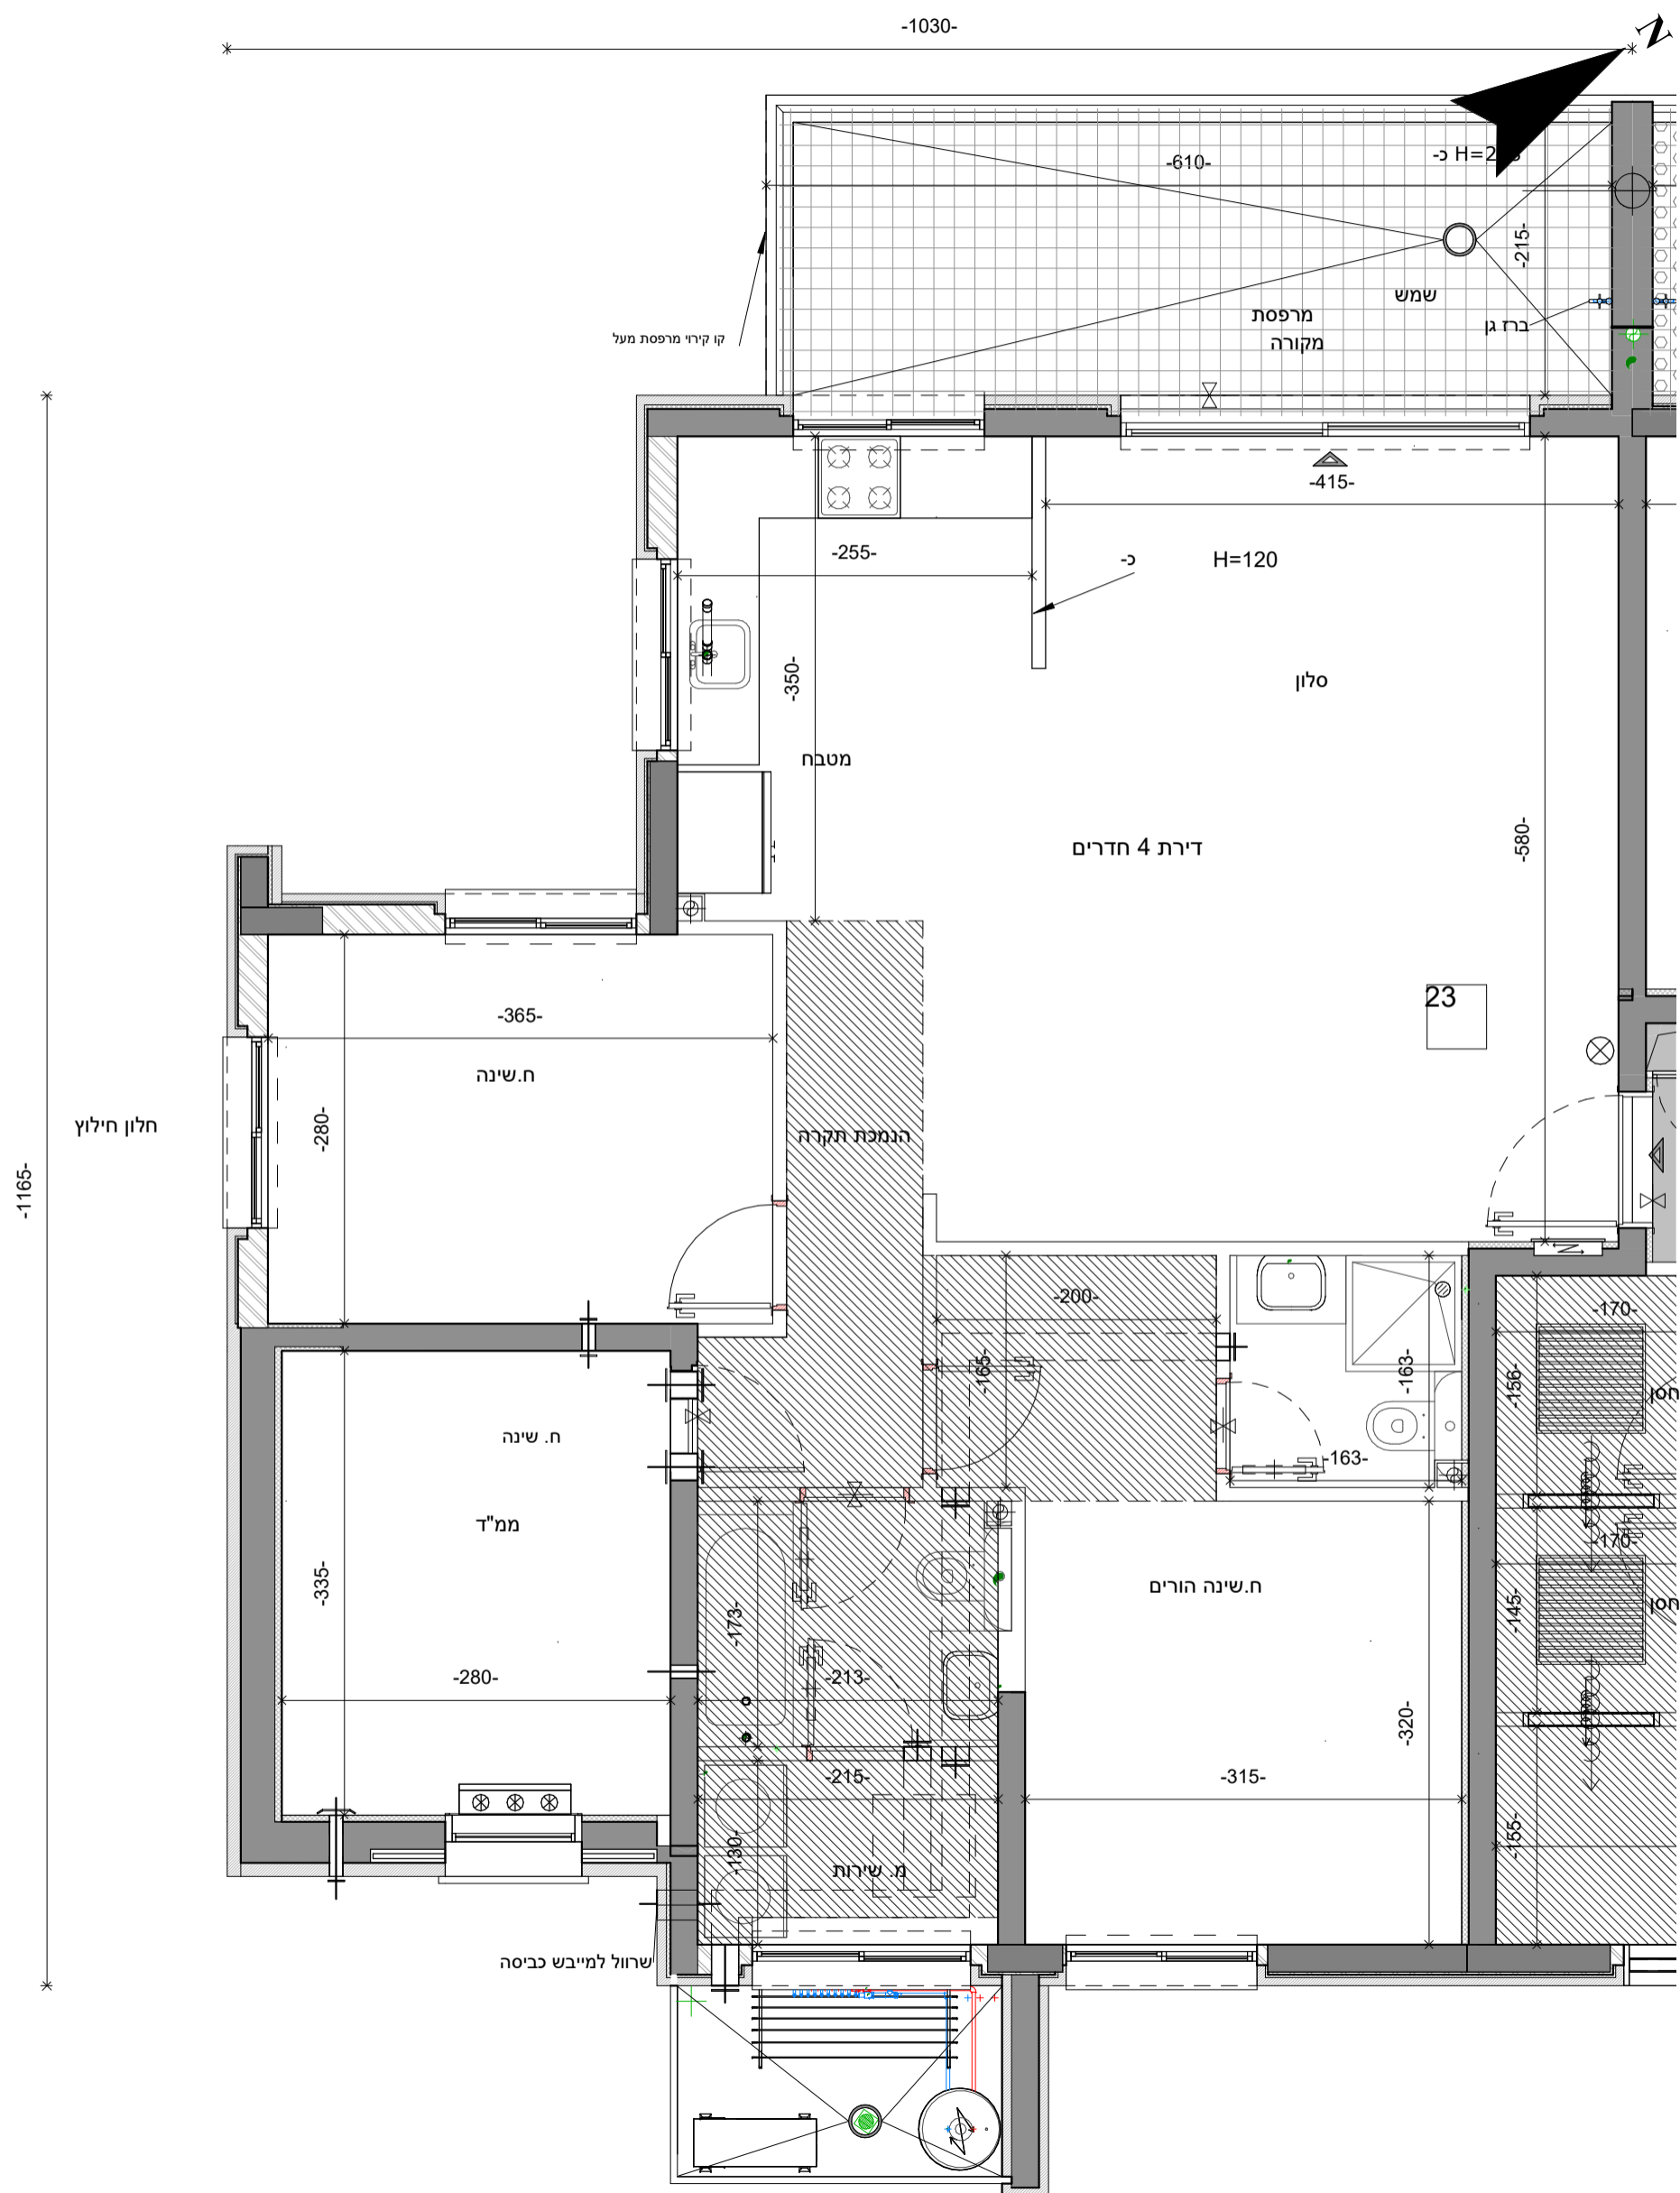 -1030-
N
-610-
כ- H=2
-215-
שמש
מרפסת
מקורה
ברז גן
קו קירוי מרפסת מעל
-415-
-255-
כ- H=120
-350-
סלון
מטבח
דירת 4 חדרים
-580-
23
-365-
ח.שינה
-280-
חלון חילוץ
-1165-
הנמכת תקרה
-200-
-165-
-163-
-163-
-170-
-156-
חסן
ח. שינה
ממ"ד
-335-
-280-
-173-
-213-
ח.שינה הורים
-170-
-145-
חסן
-215-
-130-
מ. שירות
-315-
-320-
-155-
שרוול למייבש כביסה